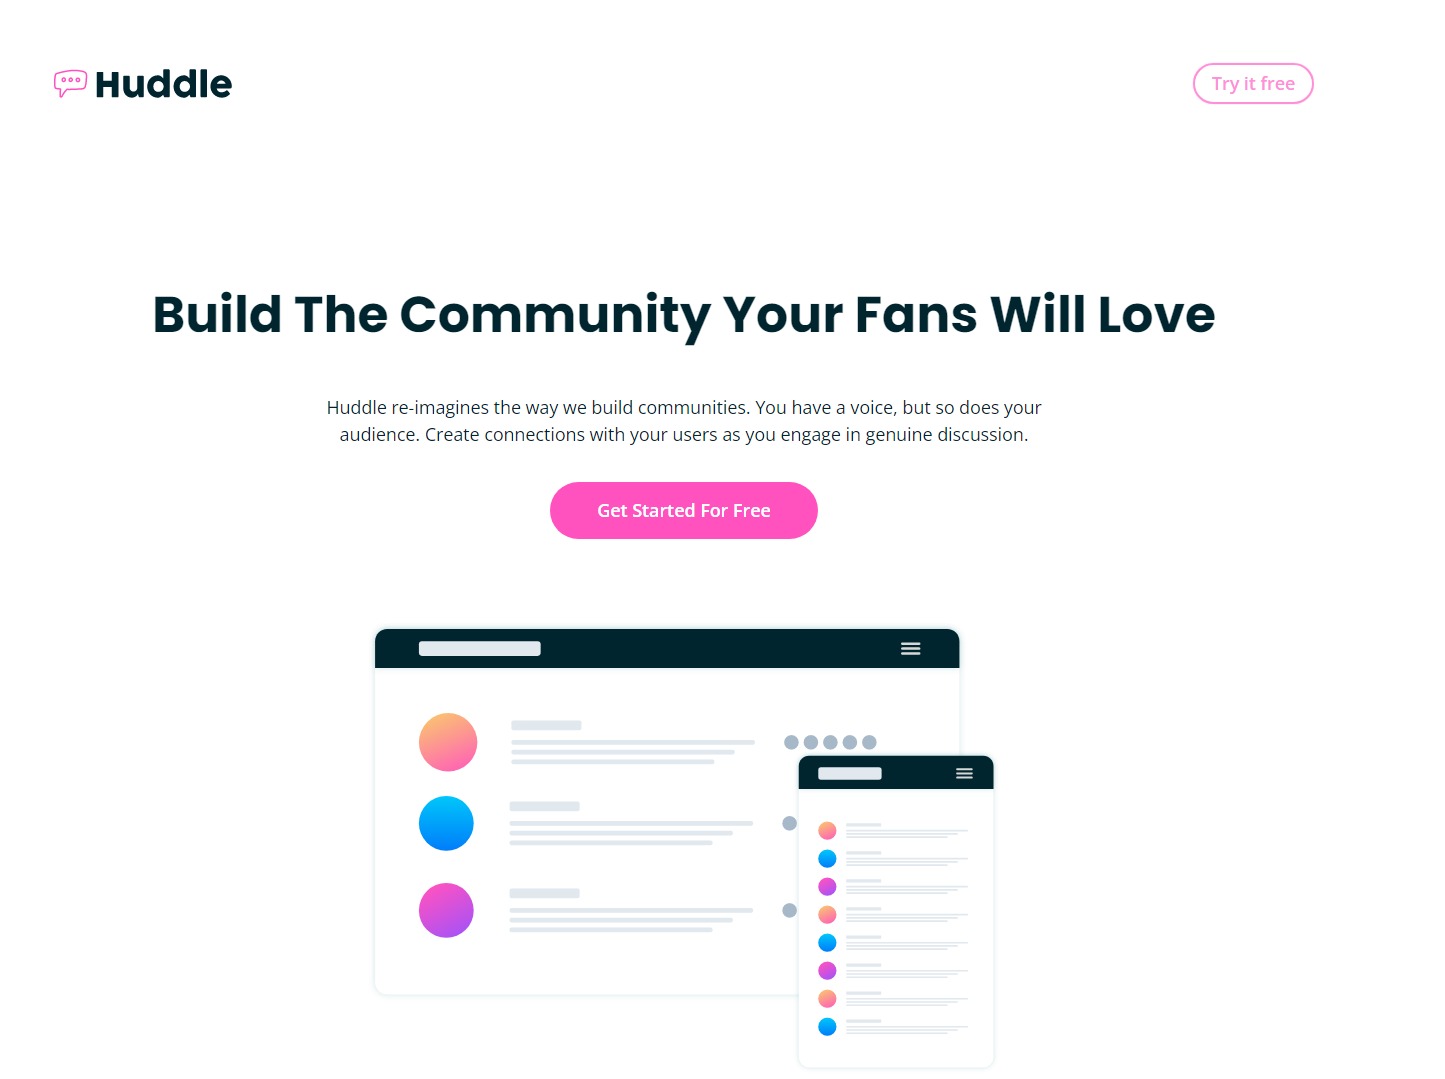 Huddle
Try it free
Build The Community Your Fans Will Love
Huddle re-imagines the way we build communities. You have a voice, but so does your
audience. Create connections with your users as you engage in genuine discussion.
Get Started For Free